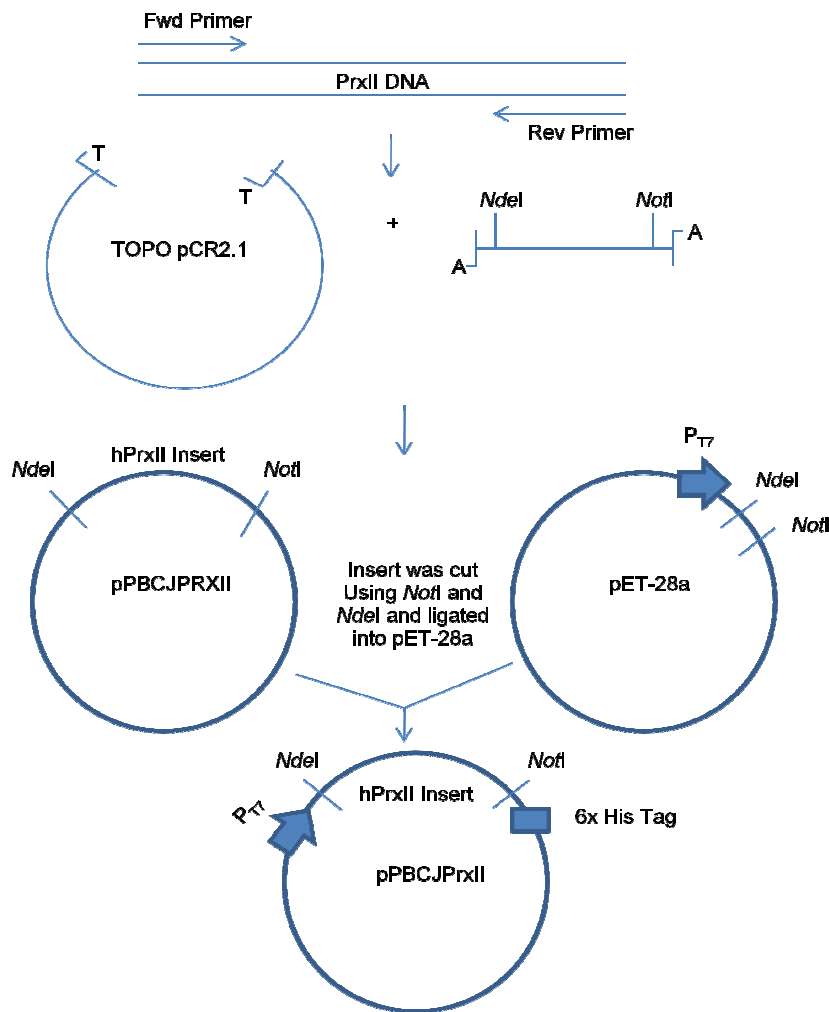 Fwd Primer
PrxII DNA
Rev Primer
T
T
TOPO pCR2.1
+
NdeI
NotI
A
A
hPrxII Insert
NdeI
NotI
pPBCJPRXII
Insert was cut
Using NotI and
NdeI and ligated
into pET-28a
PT7
NdeI
NotI
pET-28a
NdeI
NotI
hPrxII Insert
PT7
6x His Tag
pPBCJPrxII